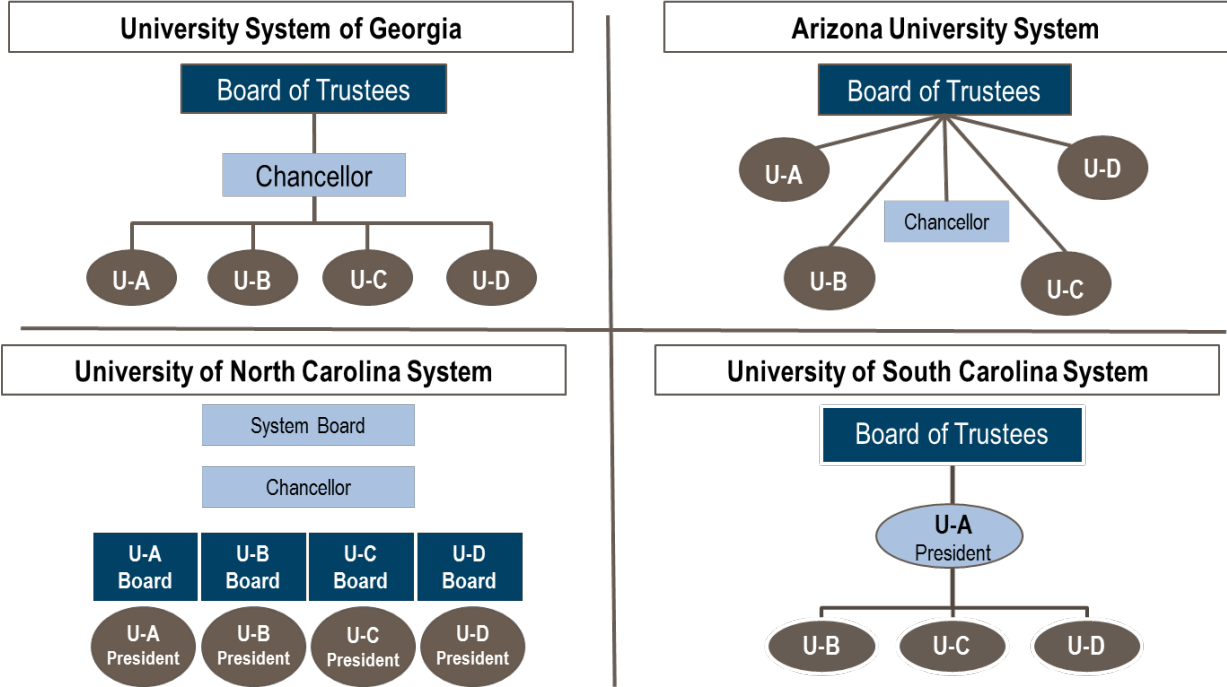 University System of Georgia
Board of Trustees
Chancellor
U-A
U-B
U-C
U-D
Arizona University System
Board of Trustees
U-A
U-D
Chancellor
U-B
U-C
University of North Carolina System
System Board
Chancellor
U-A
Board
U-B
Board
U-C
Board
U-D
Board
U-A
President
U-B
President
U-C
President
U-D
President
University of South Carolina System
Board of Trustees
U-A
President
U-B
U-C
U-D